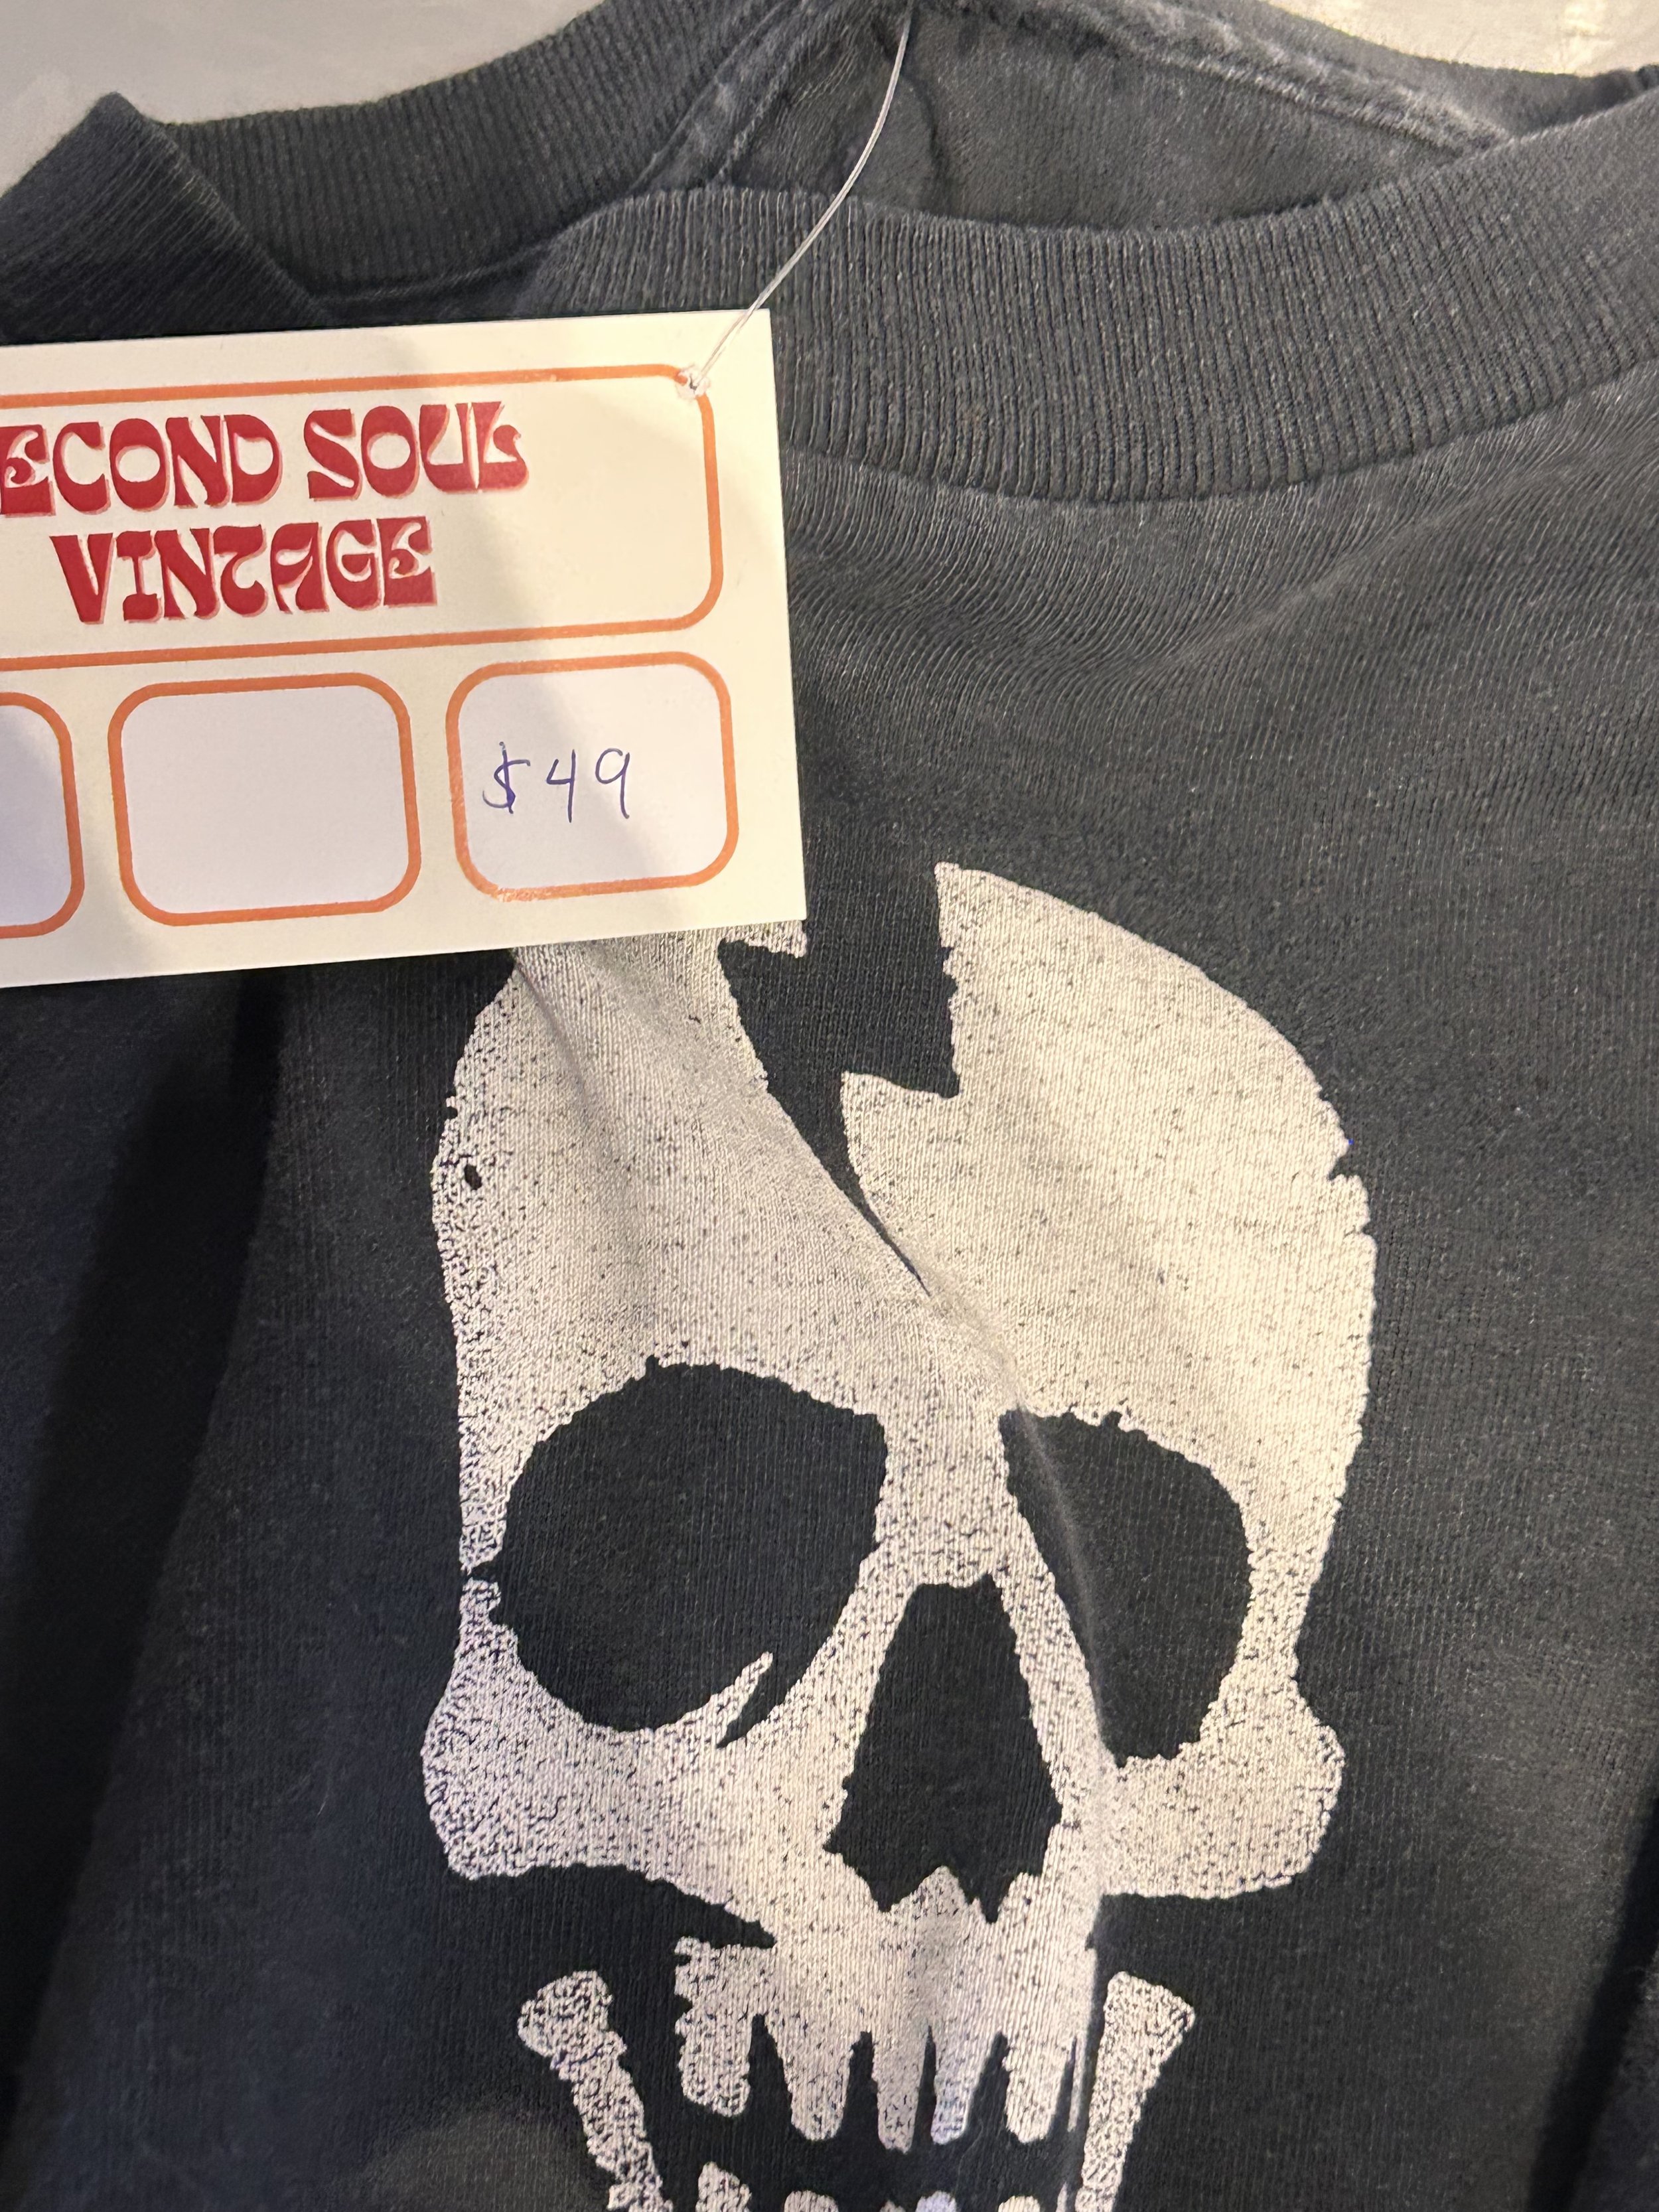 ECOND SOUL
VINTAGE
$49